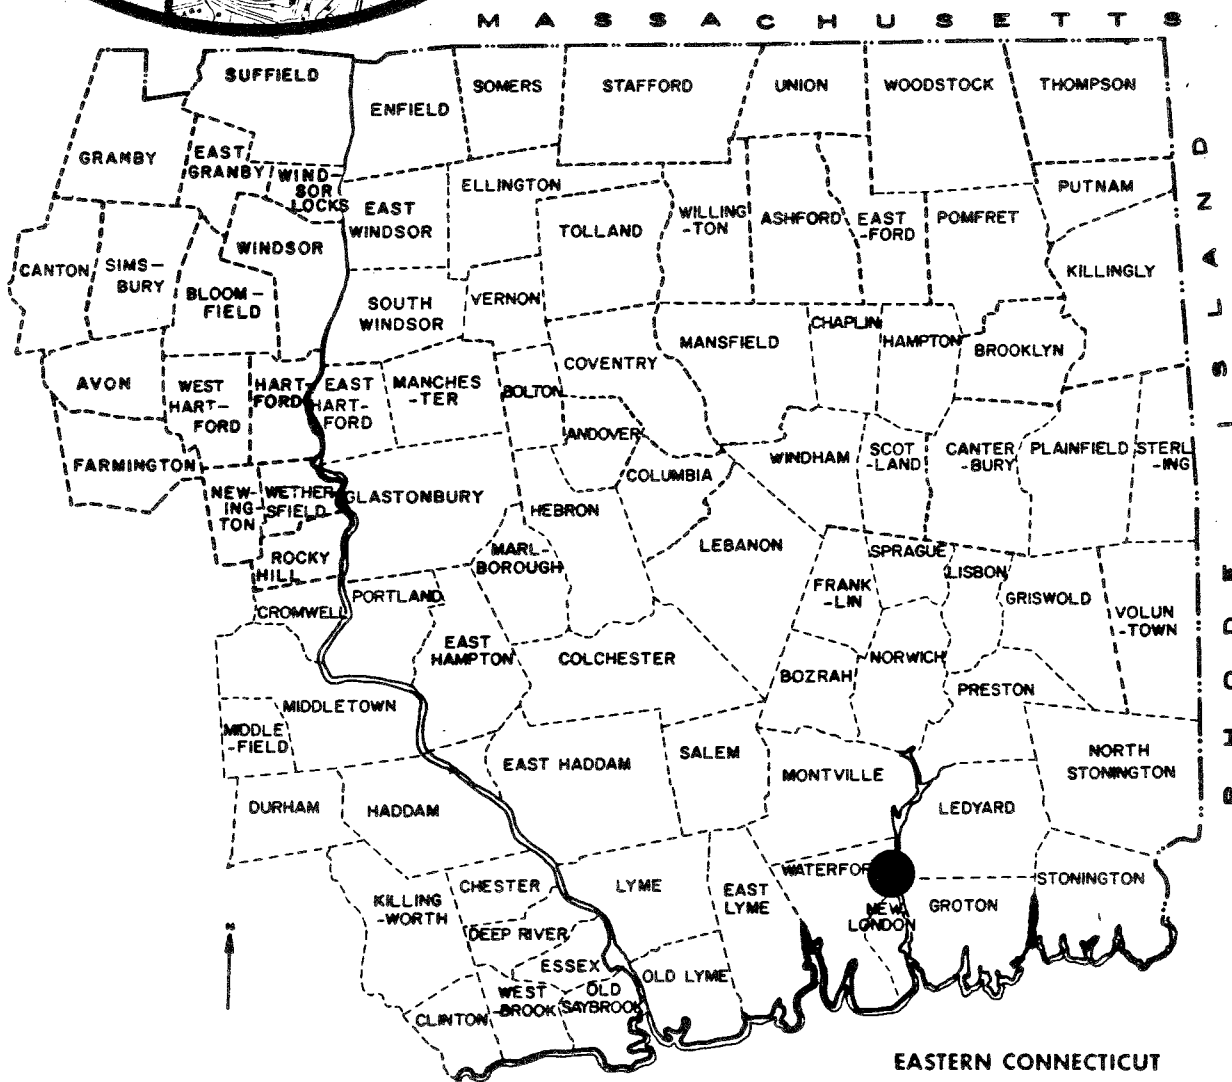 MASSACHUSETTS
SUFFIELD
ENFIELD
SOMERS
STAFFORD
UNION
WOODSTOCK
THOMPSON
GRANBY
EAST
GRANBY
WIND-
SOR
LOCKS
EAST
WINDSOR
ELLINGTON
TOLLAND
WILLING
-TON
ASHFORD
EAST
-FORD
POMFRET
PUTNAM
CANTON
SIMS-
BURY
BLOOM-
FIELD
WINDSOR
SOUTH
WINDSOR
VERNON
KILLINGLY
AVON
WEST
HART-
FORD
HART-
FORD
EAST
HART-
FORD
MANCHES
-TER
BOLTON
COVENTRY
MANSFIELD
CHAPLIN
HAMPTON
BROOKLYN
FARMINGTON
NEW-
ING-
TON
WETHER
SFIELD
GLASTONBURY
ANDOVER
HEBRON
COLUMBIA
WINDHAM
SCOT
-LAND
CANTER
-BURY
PLAINFIELD
STERL
-ING
ROCKY
HILL
MARL-
BOROUGH
LEBANON
FRANK
-LIN
SPRAGUE
LISBON
GRISWOLD
VOLUN
-TOWN
CROMWELL
PORTLAND
EAST
HAMPTON
COLCHESTER
BOZRAH
NORWICH
PRESTON
MIDDLETOWN
MIDDLE
-FIELD
DURHAM
HADDAM
EAST HADDAM
SALEM
MONTVILLE
LEDYARD
NORTH
STONINGTON
KILLING
-WORTH
CHESTER
DEEP RIVER
ESSEX
LYME
EAST
LYME
WATERFOR
NEW
LONDON
GROTON
STONINGTON
CLINTON
WEST
-BROOK
OLD
SAYBROOK
OLD LYME
N
RHODE ISLAND
EASTERN CONNECTICUT